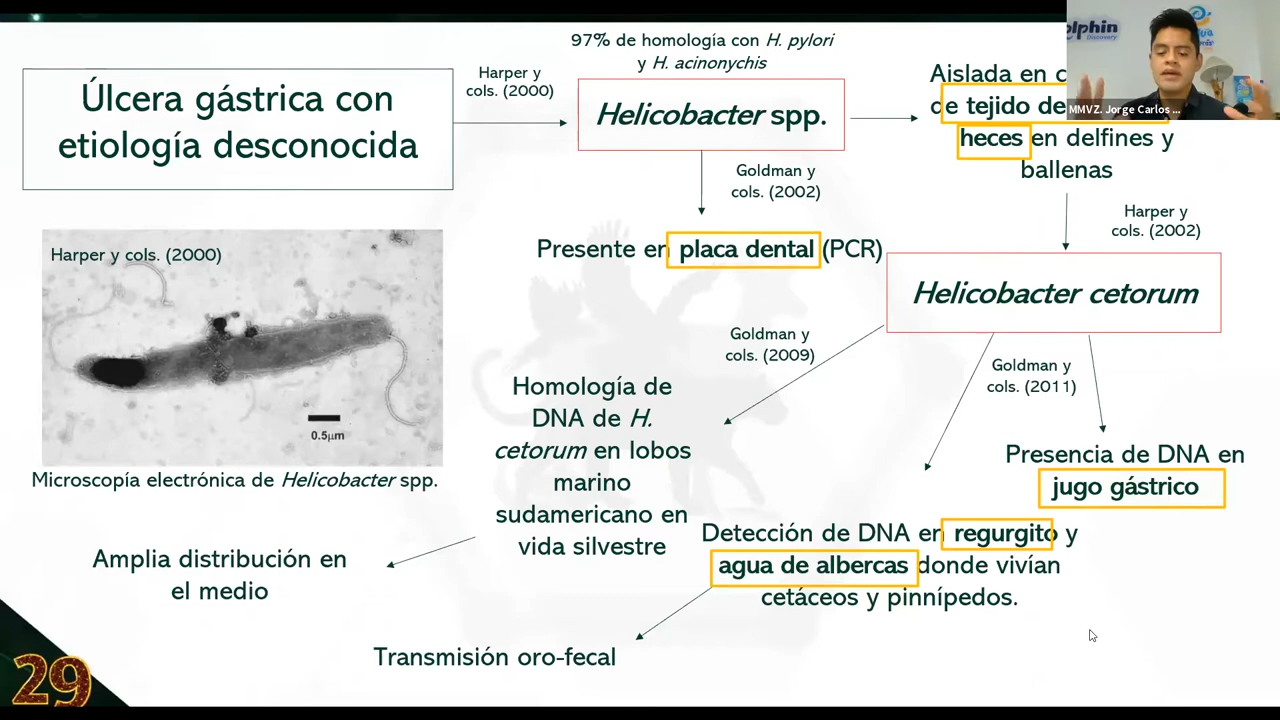 97% de homología con H. pylori
y H. acinonychis
Úlcera gástrica con
etiología desconocida
Harper y
cols. (2000)
Helicobacter spp.
Aislada en
de tejido
heces en delfines y
ballenas
olphin
Discovery
MMVZ. Jorge Carlos ...
Goldman y
cols. (2002)
Presente en placa dental (PCR)
Harper y
cols. (2002)
Helicobacter cetorum
Harper y cols. (2000)
0.5μm
Microscopía electrónica de Helicobacter spp.
Goldman y
cols. (2009)
Homología de
DNA de H.
cetorum en lobos
marino
sudamericano en
vida silvestre
Amplia distribución en
el medio
Goldman y
cols. (2011)
Presencia de DNA en
jugo gástrico
Detección de DNA en regurgito y
agua de albercas donde vivían
cetáceos y pinnípedos.
Transmisión oro-fecal
29